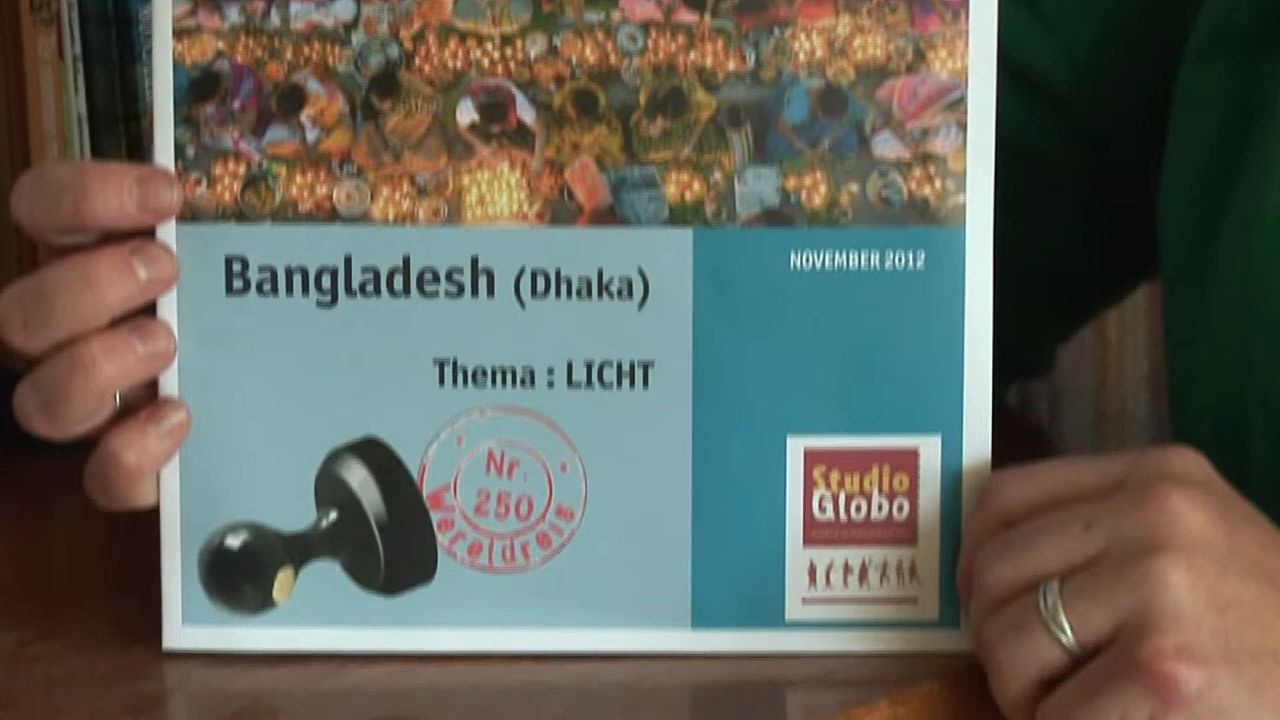 Bangladesh (Dhaka)
NOVEMBER 2012
Thema : LICHT
Nr.
250
Wereldreis
Studio
Globo